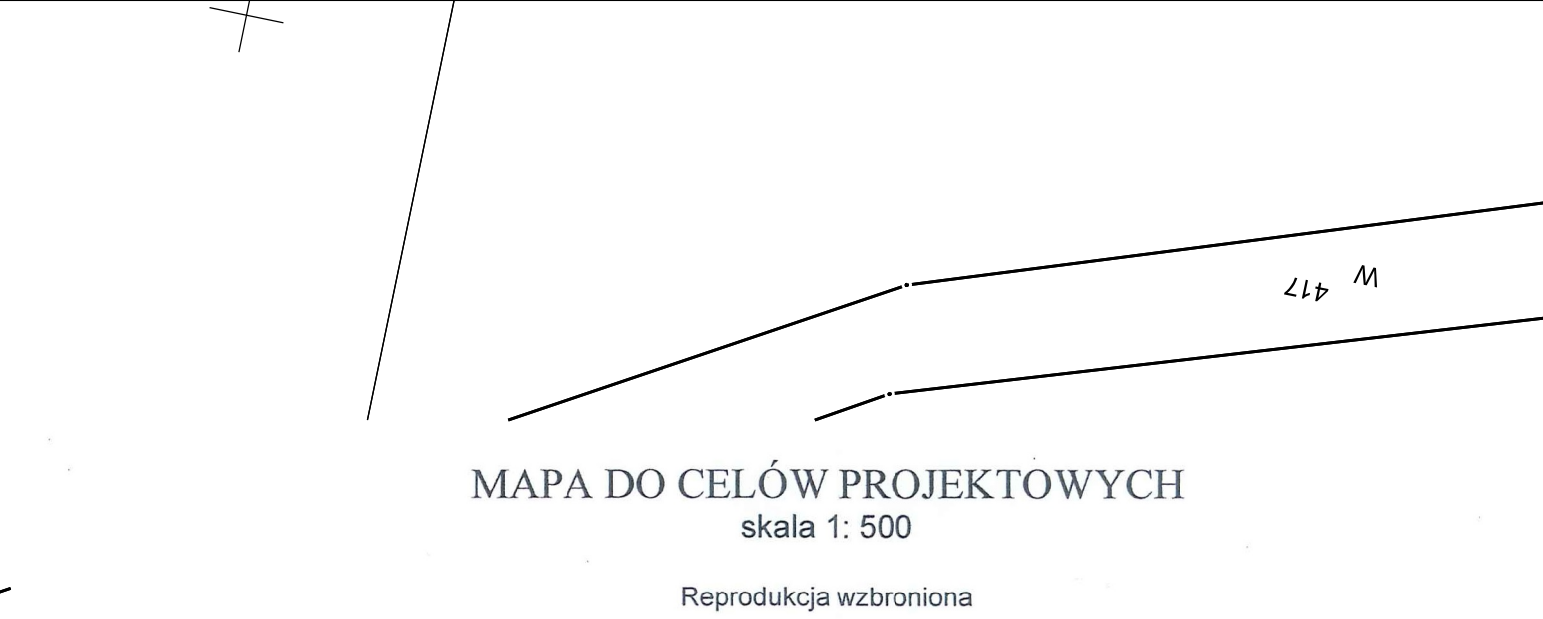 W 417
MAPA DO CELÓW PROJEKTOWYCH
skala 1: 500
Reprodukcja wzbroniona